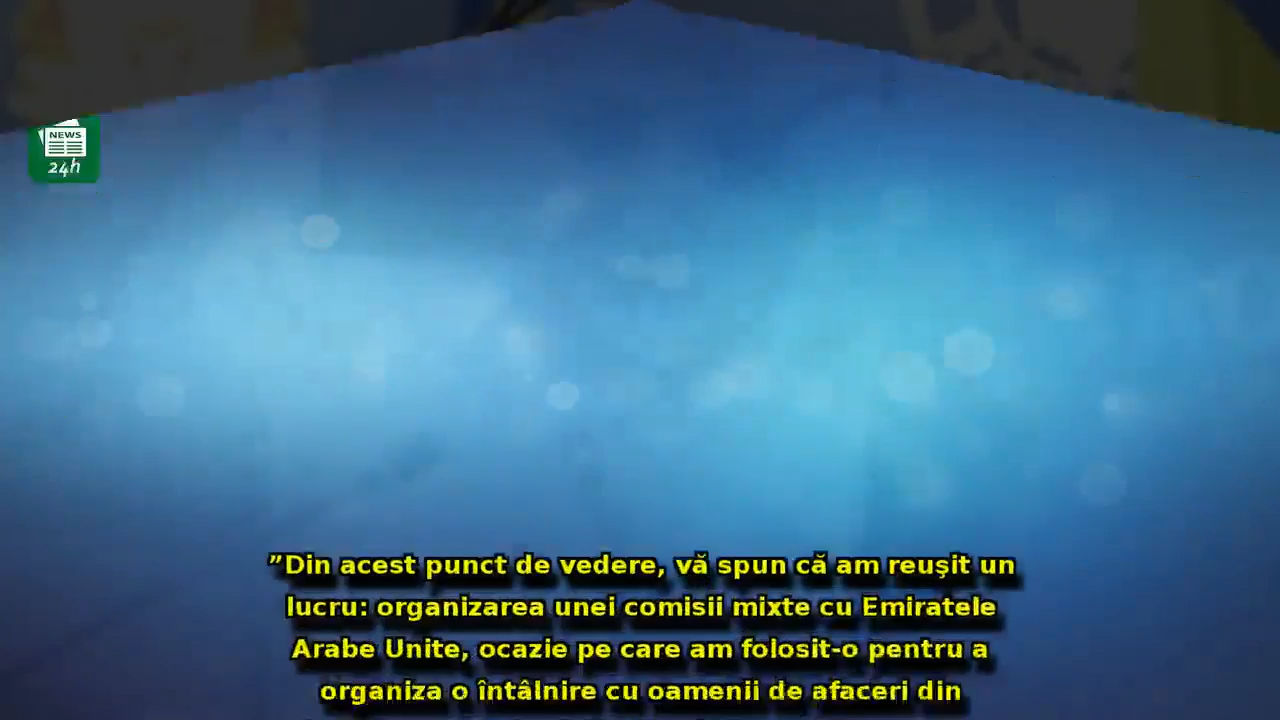 NEWS
24h
”Din acest punct de vedere, vă spun că am reuşit un
lucru: organizarea unei comisii mixte cu Emiratele
Arabe Unite, ocazie pe care am folosit-o pentru a
organiza o întâlnire cu oamenii de afaceri din